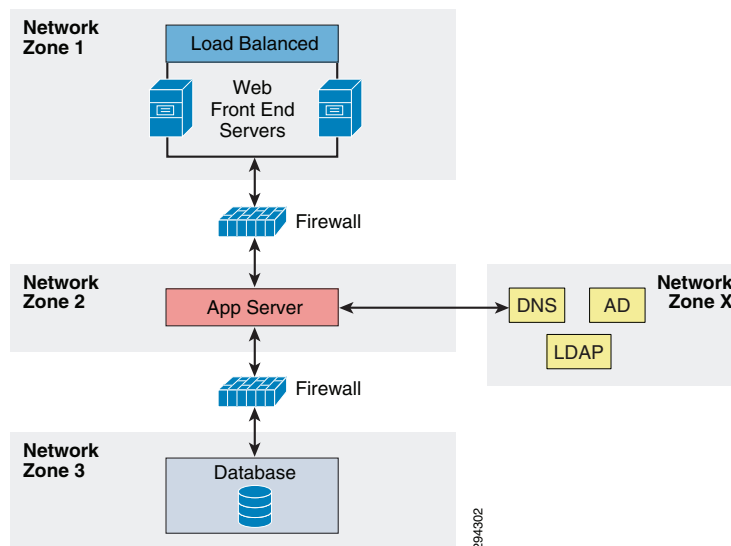 Network
Zone 1
Load Balanced
Web
Front End
Servers
Firewall
Network
Zone 2
App Server
DNS
AD
LDAP
Network
Zone X
Firewall
Network
Zone 3
Database
294302